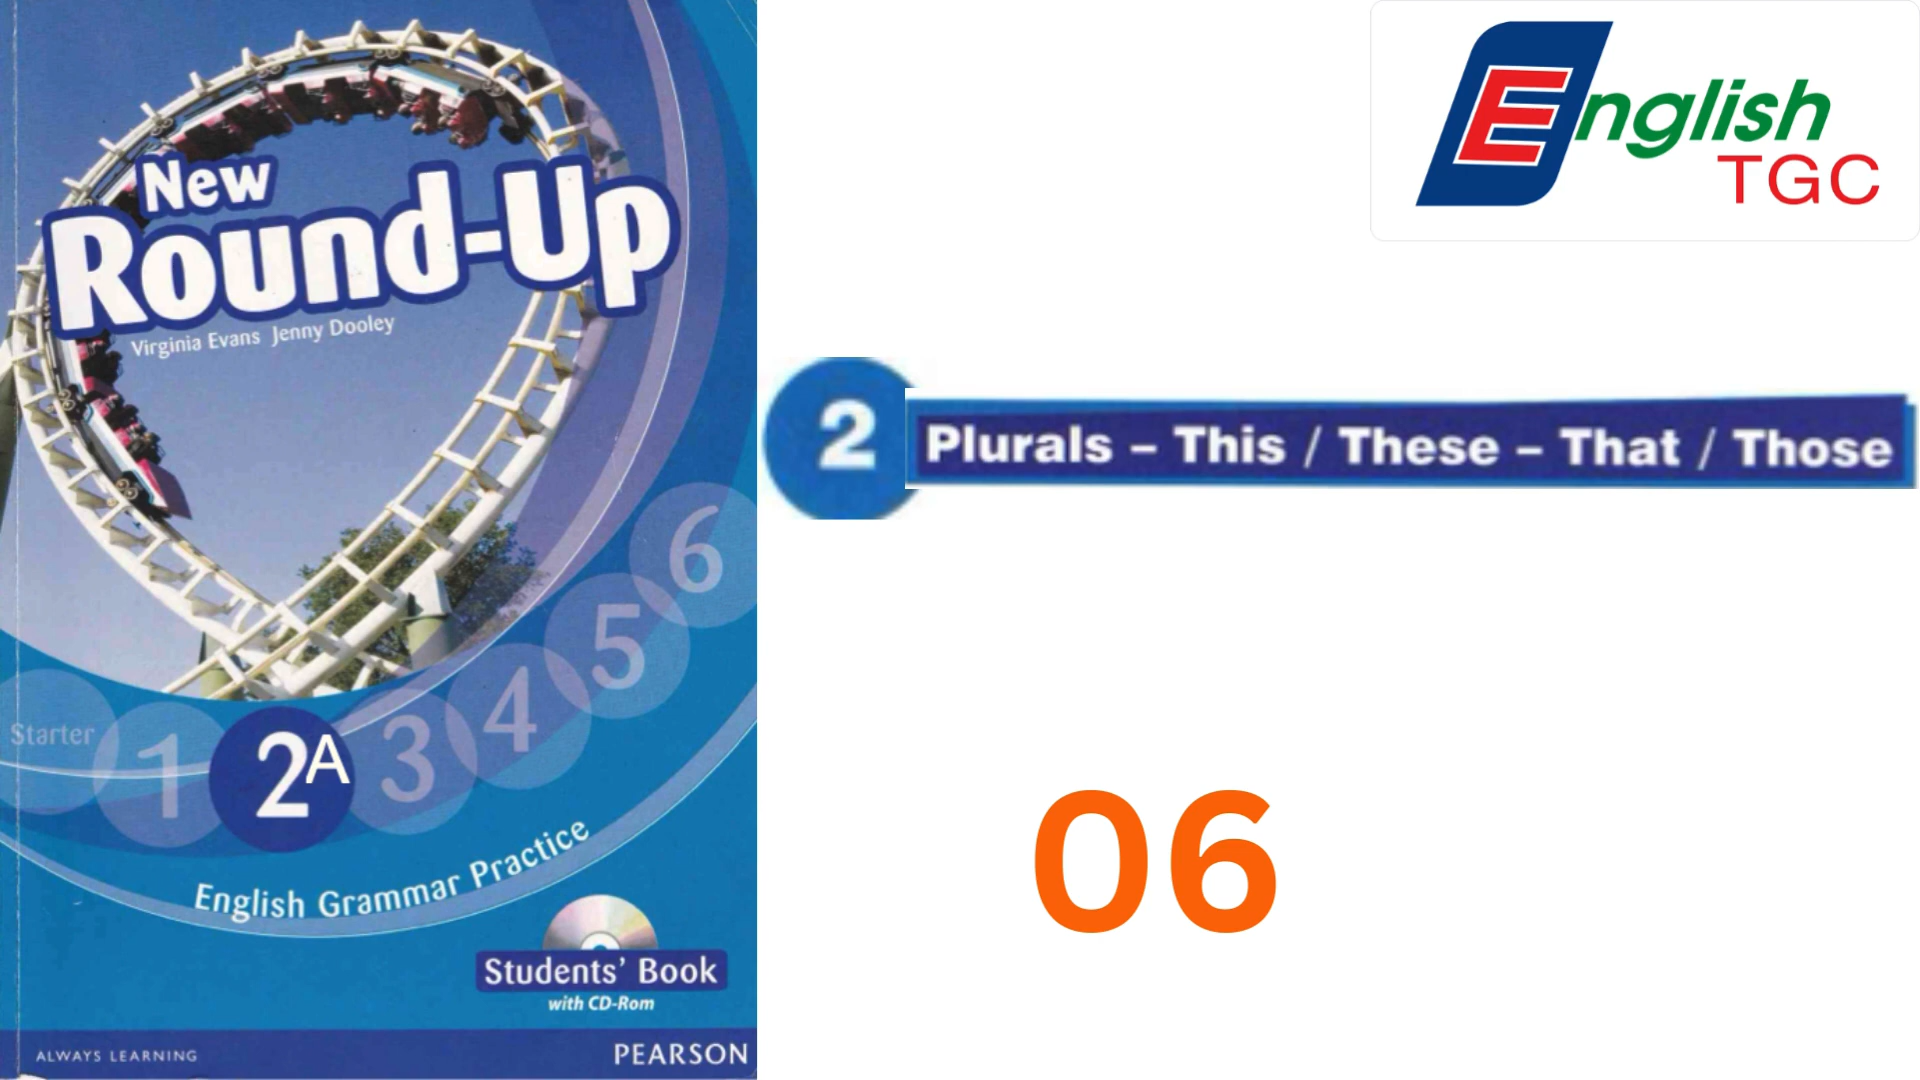 New
Round-Up
Virginia Evans Jenny Dooley
Starter
1
2A
3
4
5
6
English Grammar Practice
Students' Book
with CD-Rom
ALWAYS LEARNING
PEARSON
English
TGC
2
Plurals – This / These – That / Those
06